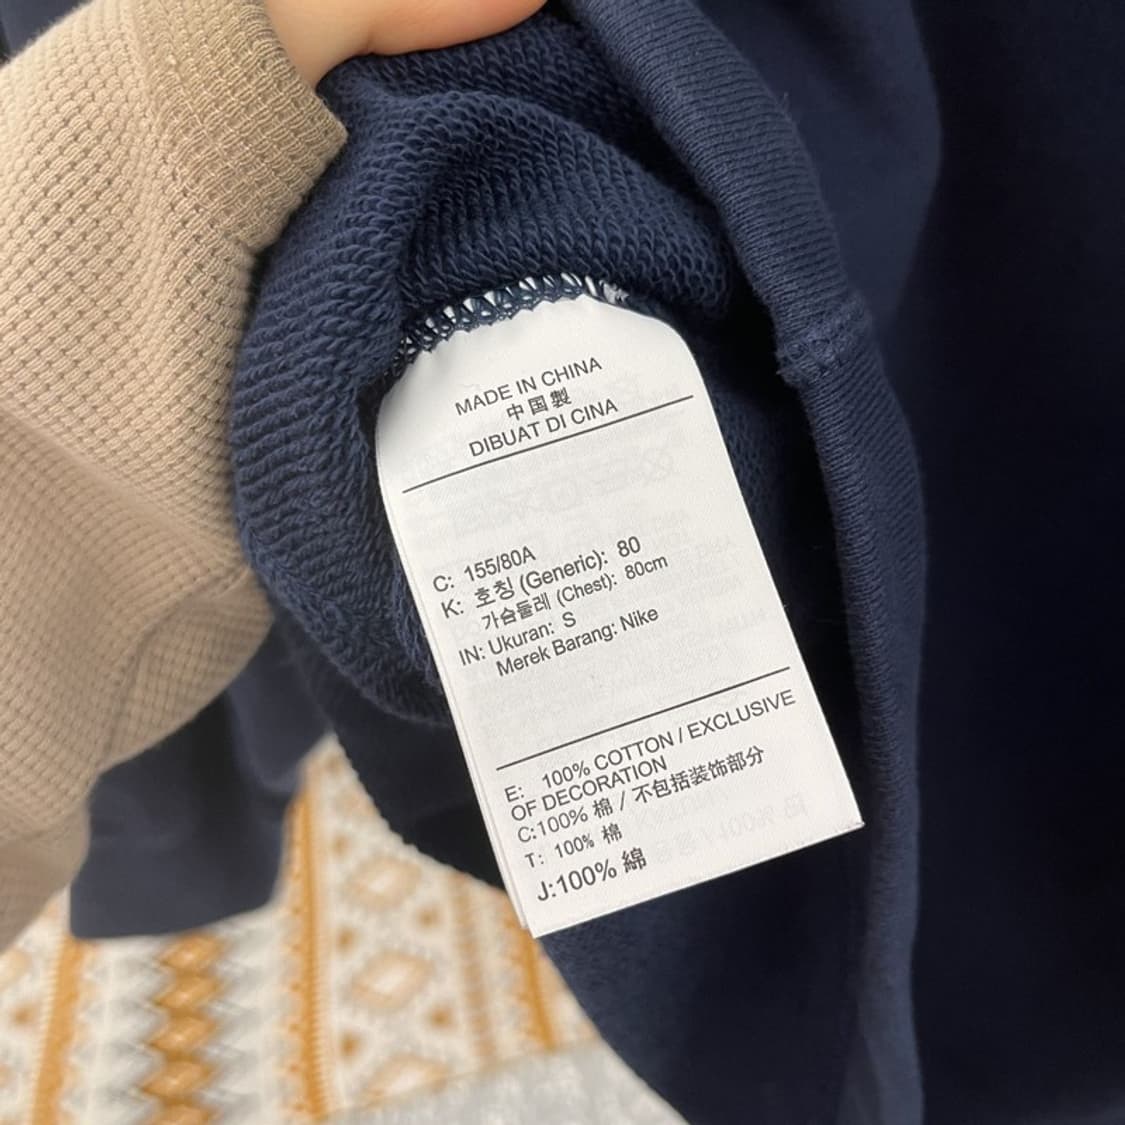 MADE IN CHINA
中国製
DIBUAT DI CINA
C: 155/80A
K: 호칭 (Generic): 80
가슴둘레 (Chest): 80cm
IN: Ukuran: S
Merek Barang: Nike
E: 100% COTTON / EXCLUSIVE
OF DECORATION
C:100% 棉 / 不包括装饰部分
T: 100% 棉
J:100% 綿